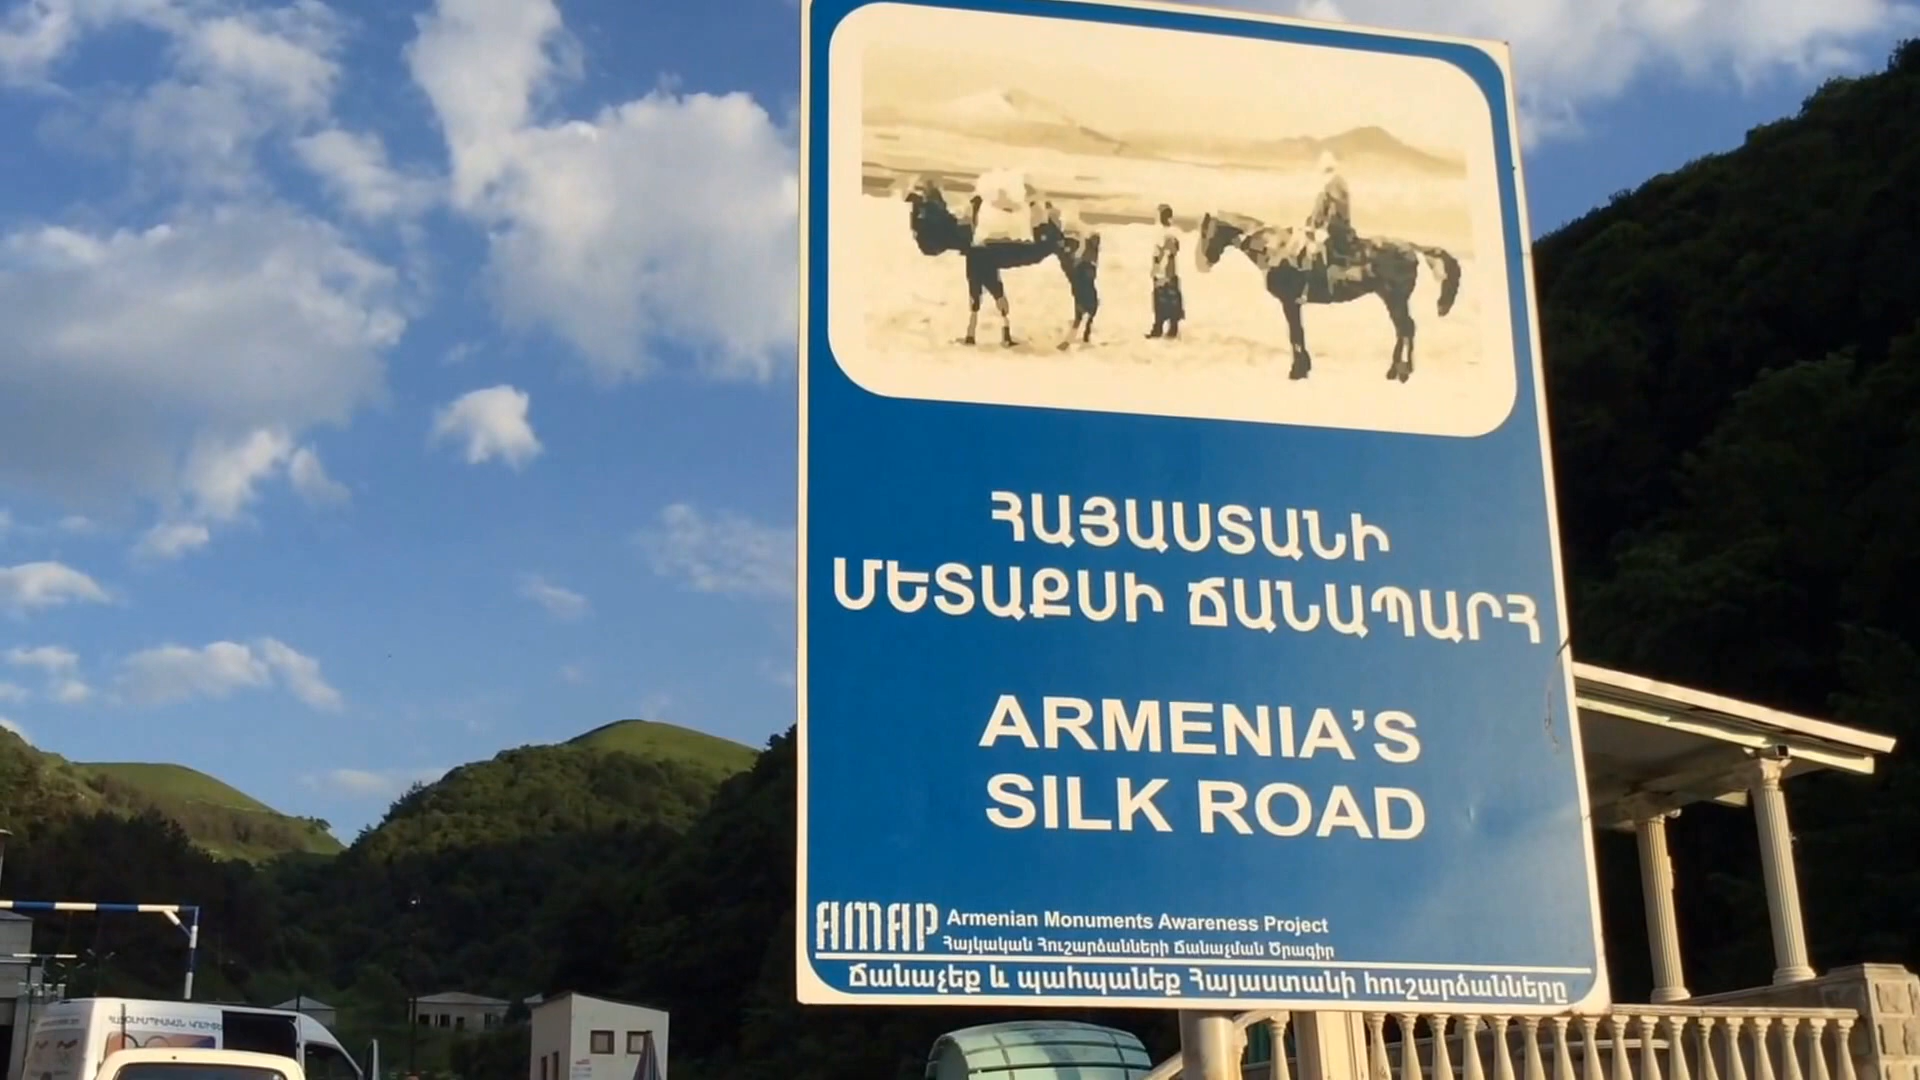 ՀԱՅԱՍՏԱՆԻ
ՄԵՏԱՔՍԻ ՃԱՆԱՊԱՐՀ
ARMENIA’S
SILK ROAD
AMAP Armenian Monuments Awareness Project
Հայկական Հուշարձանների Ճանաչման Ծրագիր
Ճանաչեք և պահպանեք Հայաստանի հուշարձանները